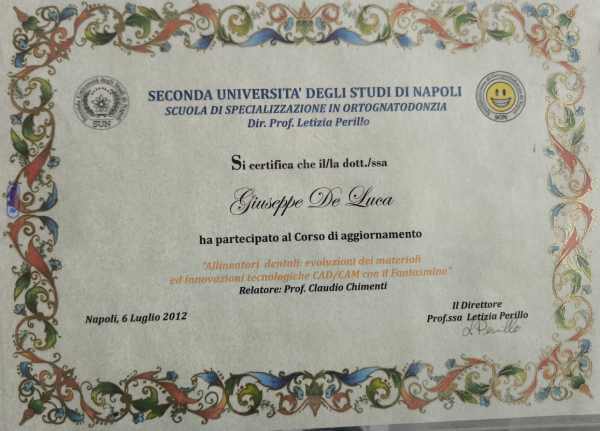 SECONDA UNIVERSITA' DEGLI STUDI DI NAPOLI
SCUOLA DI SPECIALIZZAZIONE IN ORTOGNATODONZIA
Dir. Prof. Letizia Perillo
Si certifica che il/la dott./ssa
Giuseppe De Luca
ha partecipato al Corso di aggiornamento
"Allineatori dentali: evoluzioni dei materiali
ed innovazioni tecnologiche CAD/CAM con il Fantasmino"
Relatore: Prof. Claudio Chimenti
Napoli, 6 Luglio 2012
Il Direttore
Prof.ssa Letizia Perillo
L Perillo
SUN
SUN